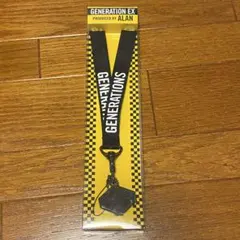 GENERATION EX
PRODUCED BY ALAN
GENERATIONS
GENERATIONS